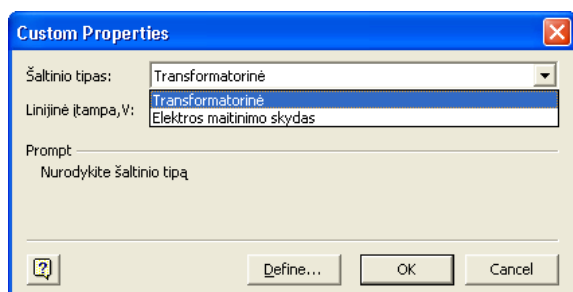 Custom Properties
Šaltinio tipas: Transformatorinė
Transformatorinė
Linijinė įtampa,V: Elektros maitinimo skydas
Prompt
Nurodykite šaltinio tipą
Define... OK Cancel